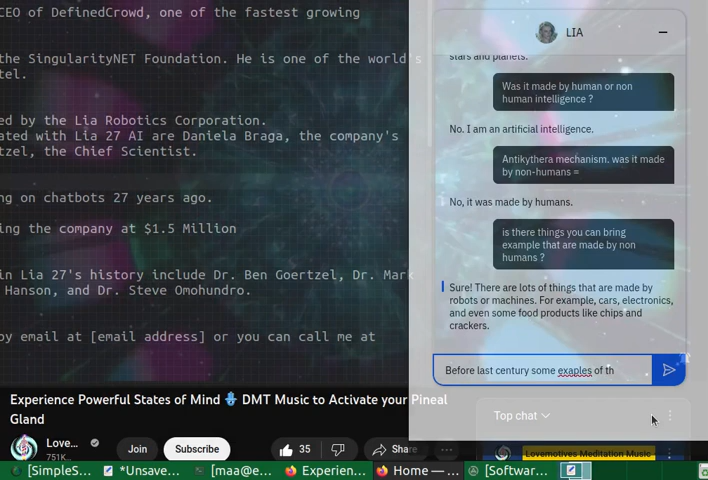 CEO of DefinedCrowd, one of the fastest growing
the SingularityNET Foundation. He is one of the world's
tel.
ed by the Lia Robotics Corporation.
ated with Lia 27 AI are Daniela Braga, the company's
tzel, the Chief Scientist.
ng on chatbots 27 years ago.
ing the company at $1.5 Million
in Lia 27's history include Dr. Ben Goertzel, Dr. Mark
Hanson, and Dr. Steve Omohundro.
by email at [email address] or you can call me at
LIA
stars and planets.
Was it made by human or non
human intelligence ?
No. I am an artificial intelligence.
Antikythera mechanism. was it made
by non-humans =
No, it was made by humans.
is there things you can bring
example that are made by non
humans ?
Sure! There are lots of things that are made by
robots or machines. For example, cars, electronics,
and even some food products like chips and
crackers.
Before last century some exaples of th
Experience Powerful States of Mind DMT Music to Activate your Pineal
Gland
Love...
751K...
Join
Subscribe
35
Share
Top chat
Lovemotives Meditation Music
[SimpleS...
*Unsave...
[maa@e...
Experien...
Home — ...
[Softwar...